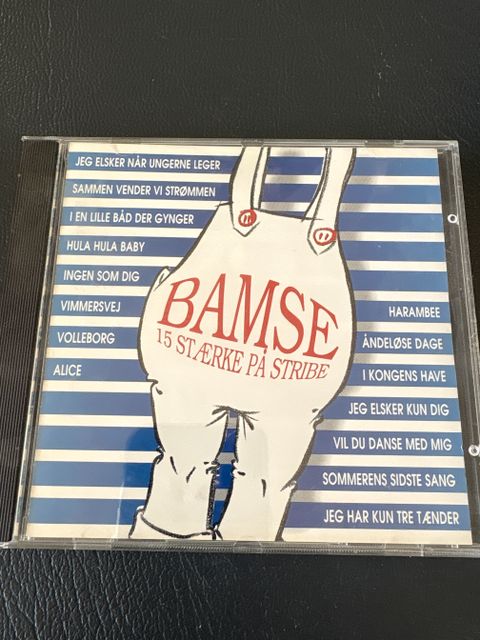 JEG ELSKER NÅR UNGERNE LEGER
SAMMEN VENDER VI STRØMMEN
I EN LILLE BÅD DER GYNGER
HULA HULA BABY
INGEN SOM DIG
VIMMERSVEJ
VOLLEBORG
ALICE
BAMSE
15 STÆRKE PÅ STRIBE
HARAMBEE
ÅNDELØSE DAGE
I KONGENS HAVE
JEG ELSKER KUN DIG
VIL DU DANSE MED MIG
SOMMERENS SIDSTE SANG
JEG HAR KUN TRE TÆNDER